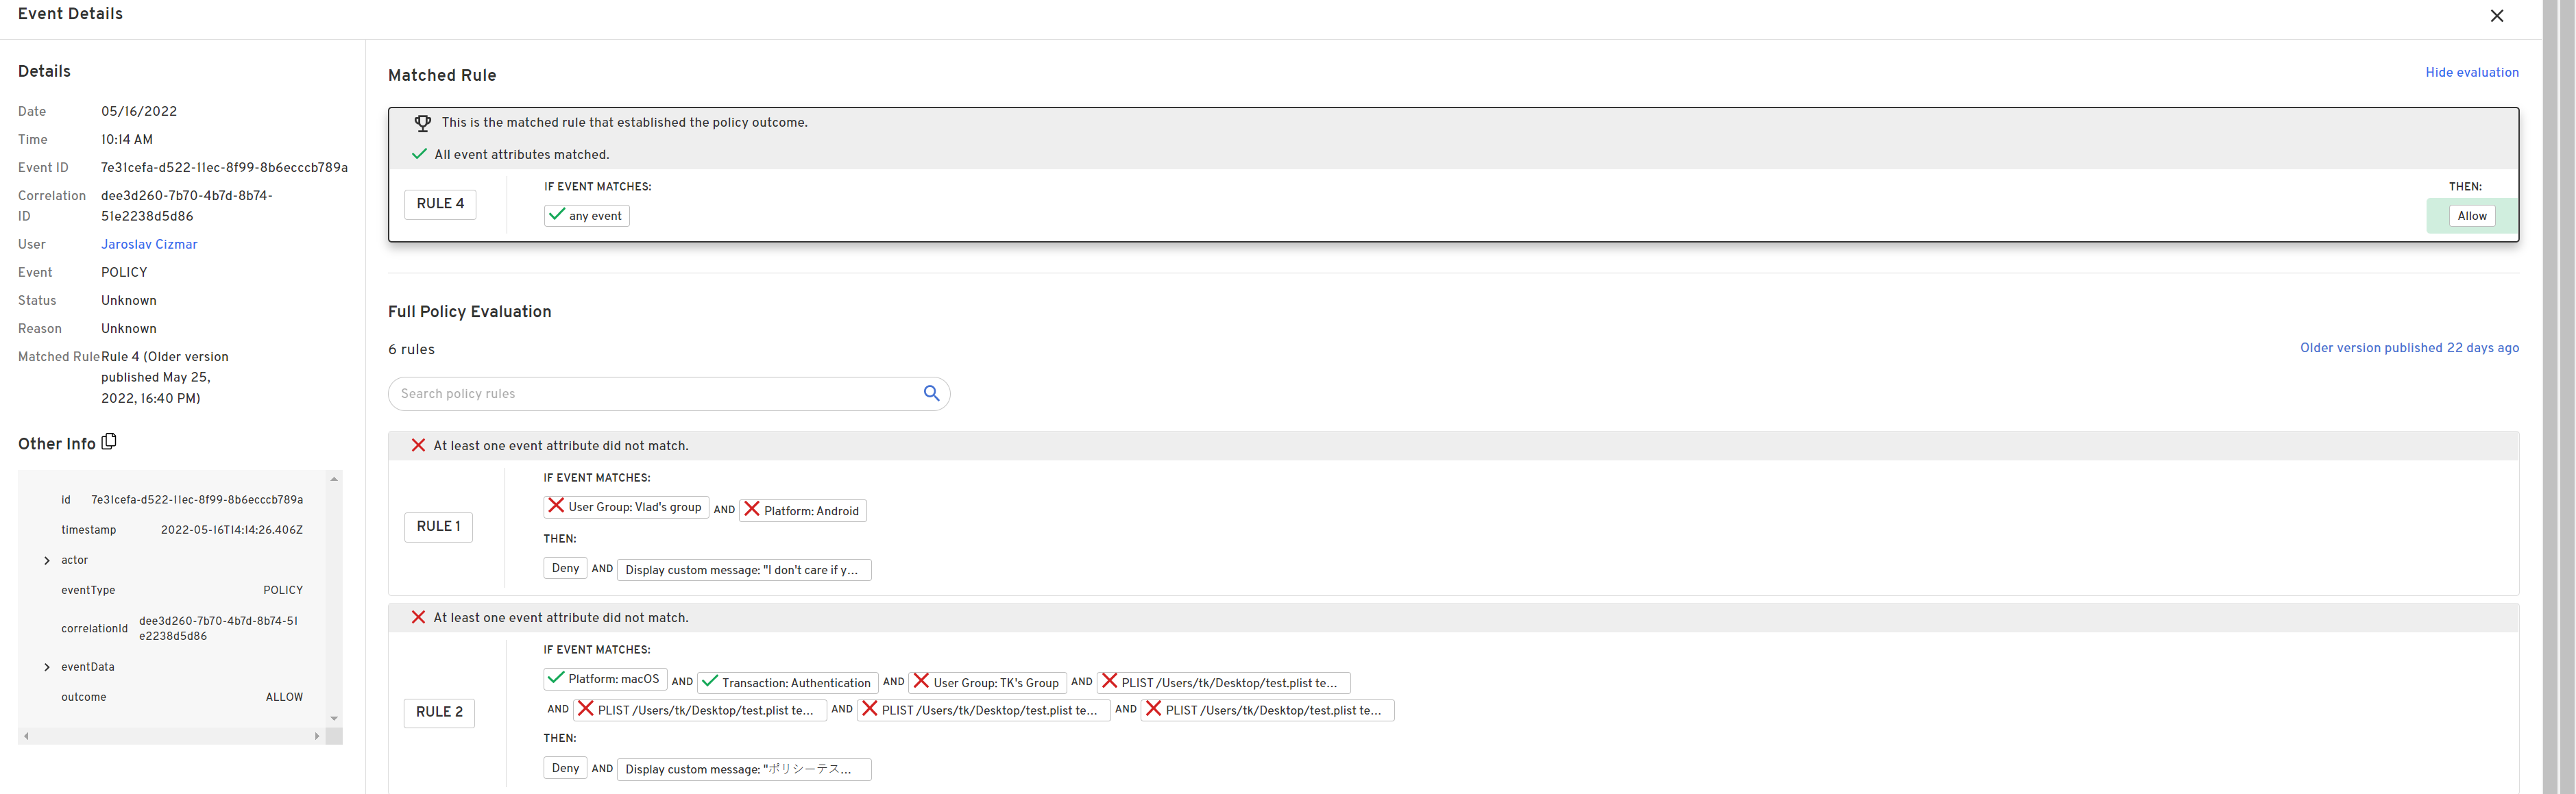 Event Details
Details
Date 05/16/2022
Time 10:14 AM
Event ID 7e31cefa-d522-11ec-8f99-8b6ecccb789a
Correlation ID dee3d260-7b70-4b7d-8b74-
51e2238d5d86
User Jaroslav Cizmar
Event POLICY
Status Unknown
Reason Unknown
Matched Rule Rule 4 (Older version
published May 25,
2022, 16:40 PM)
Other Info
id 7e31cefa-d522-11ec-8f99-8b6ecccb789a
timestamp 2022-05-16T14:14:26.406Z
actor
eventType POLICY
correlationId dee3d260-7b70-4b7d-8b74-51
e2238d5d86
eventData
outcome ALLOW
Matched Rule
Hide evaluation
This is the matched rule that established the policy outcome.
All event attributes matched.
RULE 4
IF EVENT MATCHES:
any event
THEN:
Allow
Full Policy Evaluation
6 rules
Older version published 22 days ago
Search policy rules
At least one event attribute did not match.
RULE 1
IF EVENT MATCHES:
User Group: Vlad's group AND Platform: Android
THEN:
Deny AND Display custom message: "I don't care if y...
At least one event attribute did not match.
RULE 2
IF EVENT MATCHES:
Platform: macOS AND Transaction: Authentication AND User Group: TK's Group AND PLIST /Users/tk/Desktop/test.plist te...
AND PLIST /Users/tk/Desktop/test.plist te... AND PLIST /Users/tk/Desktop/test.plist te... AND PLIST /Users/tk/Desktop/test.plist te...
THEN:
Deny AND Display custom message: "ポリシーテス...